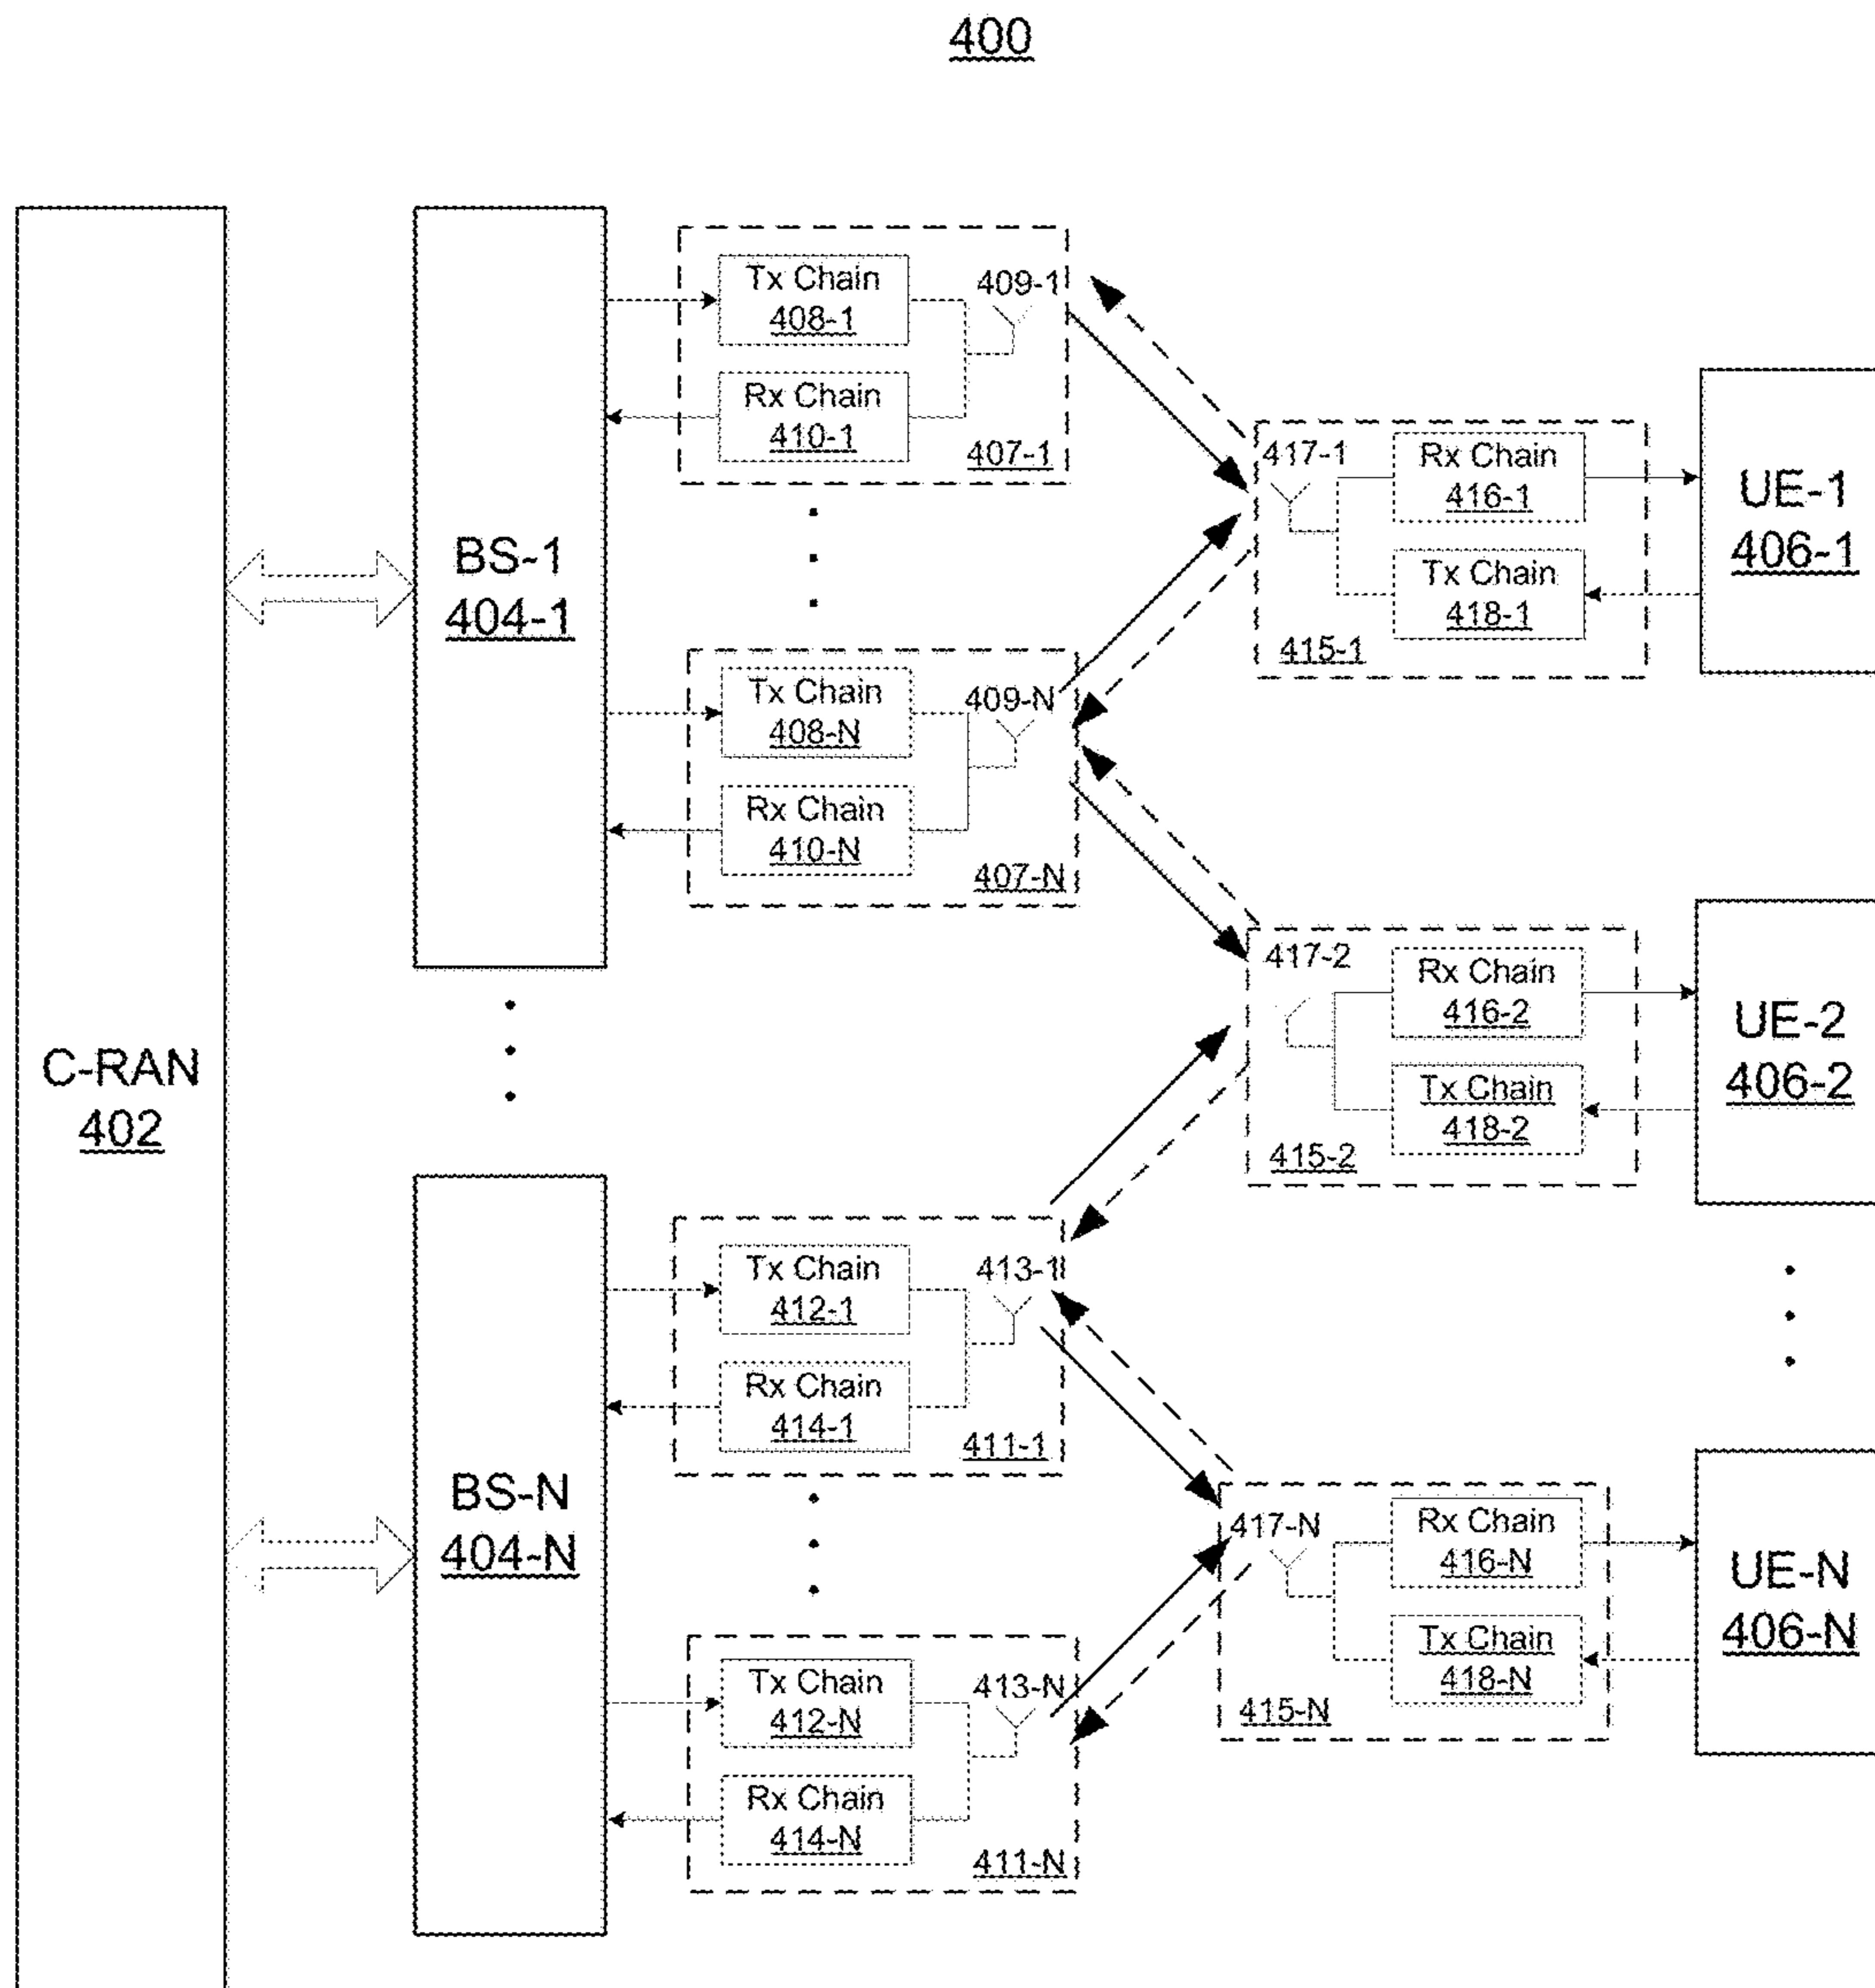 400
C-RAN
402
BS-1
404-1
Tx Chain
408-1
409-1
Rx Chain
410-1
407-1
Tx Chain
408-N
409-N
Rx Chain
410-N
407-N
417-1
Rx Chain
416-1
Tx Chain
418-1
415-1
UE-1
406-1
417-2
Rx Chain
416-2
Tx Chain
418-2
415-2
UE-2
406-2
BS-N
404-N
Tx Chain
412-1
413-1
Rx Chain
414-1
411-1
Tx Chain
412-N
413-N
Rx Chain
414-N
411-N
417-N
Rx Chain
416-N
Tx Chain
418-N
415-N
UE-N
406-N